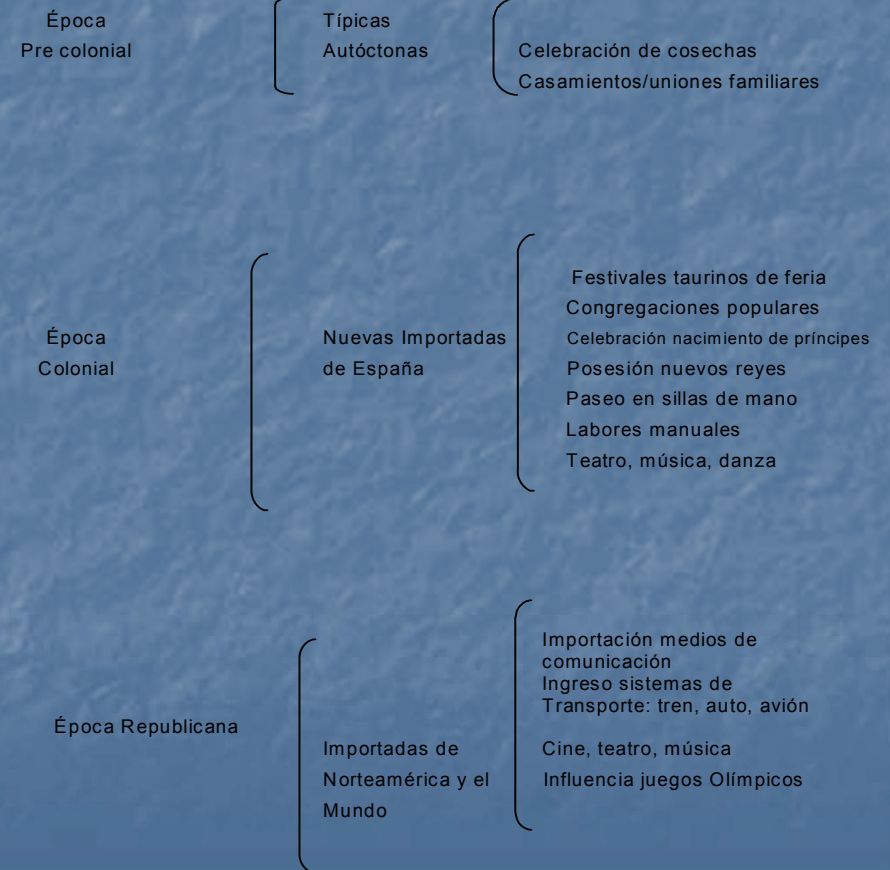 Época
Pre colonial
Típicas
Autóctonas
Celebración de cosechas
Casamientos/uniones familiares
Época
Colonial
Nuevas Importadas
de España
Festivales taurinos de feria
Congregaciones populares
Celebración nacimiento de príncipes
Posesión nuevos reyes
Paseo en sillas de mano
Labores manuales
Teatro, música, danza
Época Republicana
Importadas de
Norteamérica y el
Mundo
Importación medios de
comunicación
Ingreso sistemas de
Transporte: tren, auto, avión
Cine, teatro, música
Influencia juegos Olímpicos